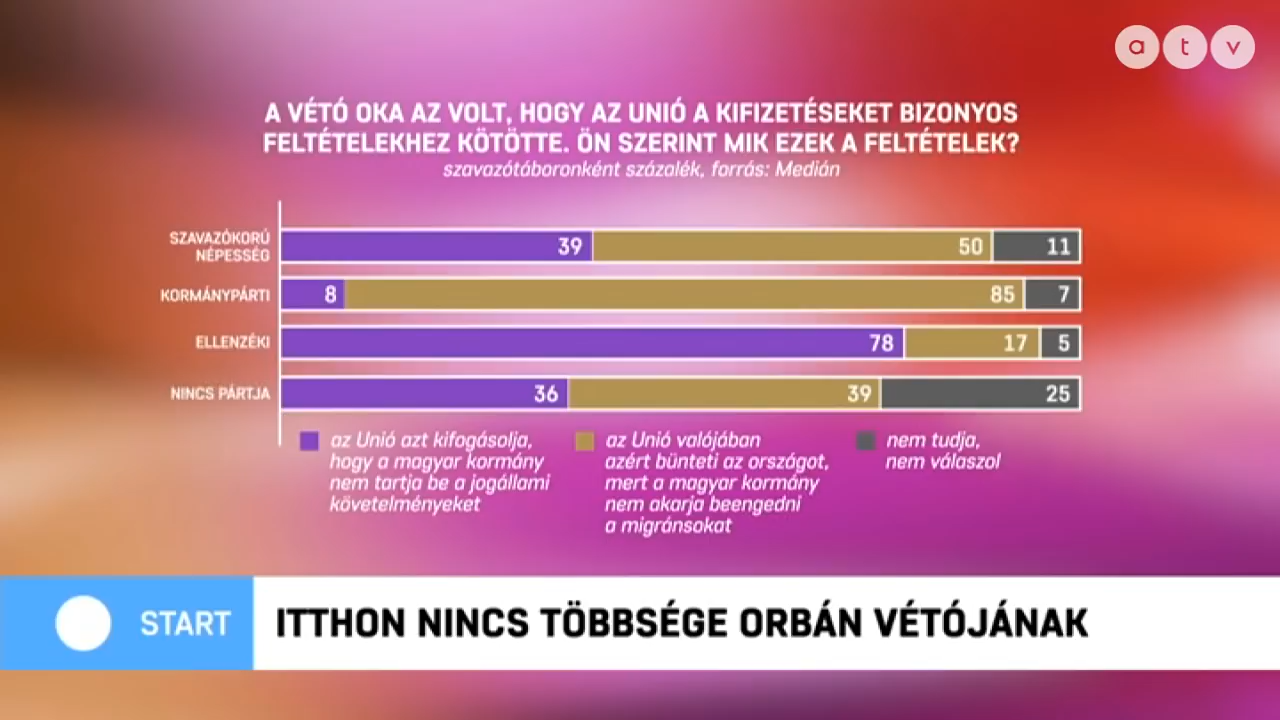 a t v
A VÉTÓ OKA AZ VOLT, HOGY AZ UNIÓ A KIFIZETÉSEKET BIZONYOS
FELTÉTELEKHEZ KÖTÖTTE. ÖN SZERINT MIK EZEK A FELTÉTELEK?
szavazótáboronként százalék, forrás: Medián
SZAVAZÓKORÚ
NÉPESSÉG
39 50 11
KORMÁNYPÁRTI 8 85 7
ELLENZÉKI 78 17 5
NINCS PÁRTJA 36 39 25
az Unió azt kifogásolja,
hogy a magyar kormány
nem tartja be a jogállami
követelményeket
az Unió valójában
azért bünteti az országot,
mert a magyar kormány
nem akarja beengedni
a migránsokat
nem tudja,
nem válaszol
START ITTHON NINCS TÖBBSÉGE ORBÁN VÉTÓJÁNAK